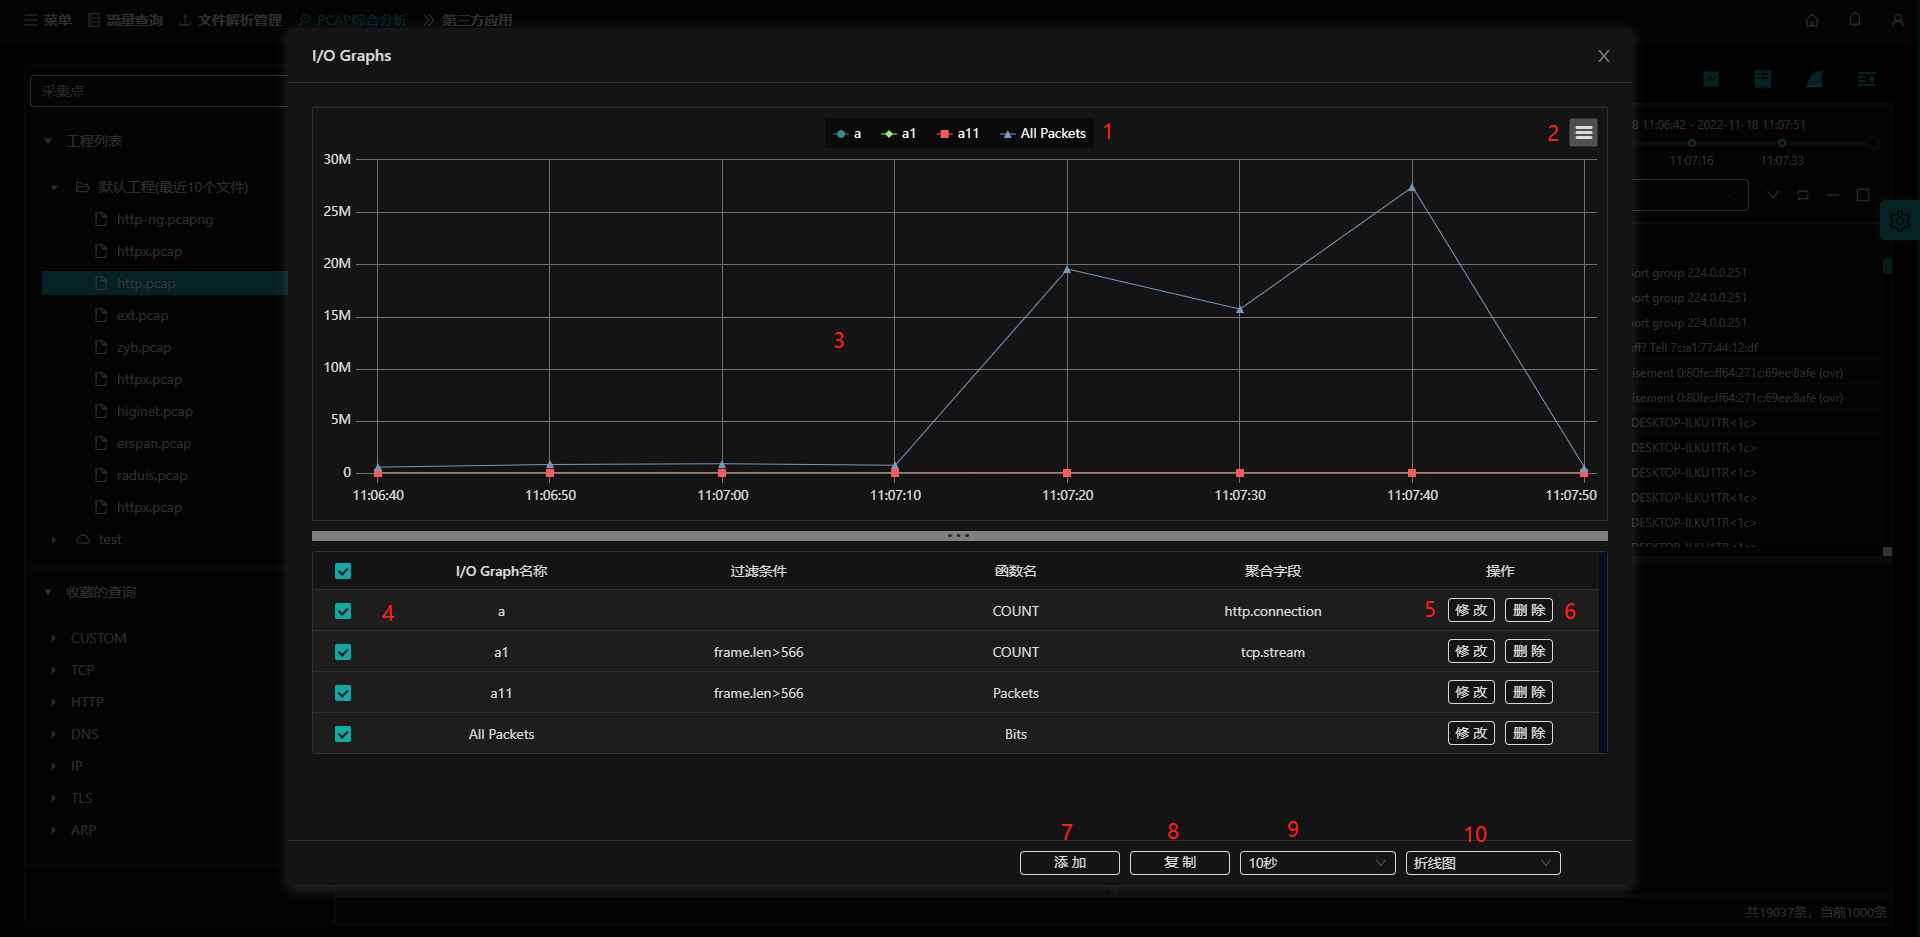 菜单 流量查询 文件解析管理 PCAP综合分析 第三方应用
I/O Graphs X
采集点
工程列表
默认工程(最近10个文件)
http-ng.pcapng
httpx.pcap
http.pcap
ext.pcap
zyb.pcap
httpx.pcap
higinet.pcap
erspan.pcap
raduis.pcap
httpx.pcap
test
收藏的查询
CUSTOM
TCP
HTTP
DNS
IP
TLS
ARP
a a1 a11 All Packets 1
2
30M
25M
20M
15M
10M
5M
0
3
11:06:40 11:06:50 11:07:00 11:07:10 11:07:20 11:07:30 11:07:40 11:07:50
I/O Graph名称 过滤条件 函数名 聚合字段 操作
4 a COUNT http.connection 5 修 改 删 除 6
a1 frame.len>566 COUNT tcp.stream 修 改 删 除
a11 frame.len>566 Packets 修 改 删 除
All Packets Bits 修 改 删 除
7 8 9 10
添 加 复 制 10秒 折线图
8 11:06:42 - 2022-11-18 11:07:51
11:07:16 11:07:33
ort group 224.0.0.251
ort group 224.0.0.251
ort group 224.0.0.251
:ff? Tell 7c:a1:77:44:12:df
isement 0:80fe::ff64:271c:69ee:8afe (ovr)
isement 0:80fe::ff64:271c:69ee:8afe (ovr)
DESKTOP-ILKU1TR<1c>
DESKTOP-ILKU1TR<1c>
DESKTOP-ILKU1TR<1c>
DESKTOP-ILKU1TR<1c>
DESKTOP-ILKU1TR<1c>
DESKTOP-ILKU1TR<1c>
共19037条，当前1000条